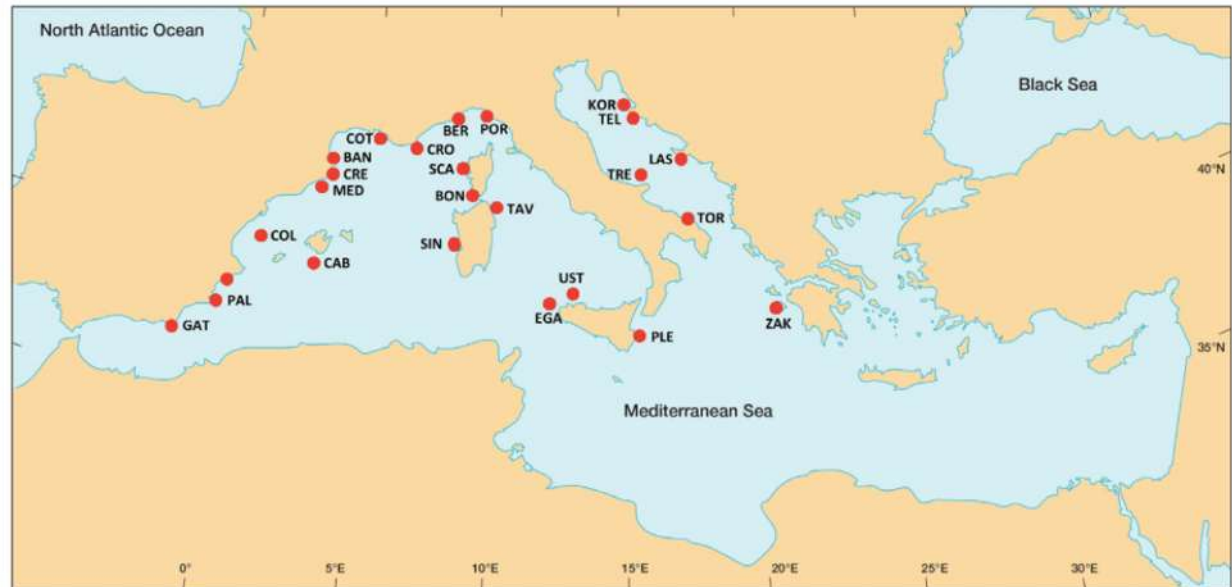 North Atlantic Ocean
Black Sea
KOR
TEL
BER
POR
COT
CRO
BAN
LAS
40°N
CRE
SCA
TRE
MED
BON
TAV
TOR
COL
SIN
CAB
UST
PAL
EGA
ZAK
GAT
PLE
35°N
Mediterranean Sea
0°
5°E
10°E
15°E
20°E
25°E
30°E